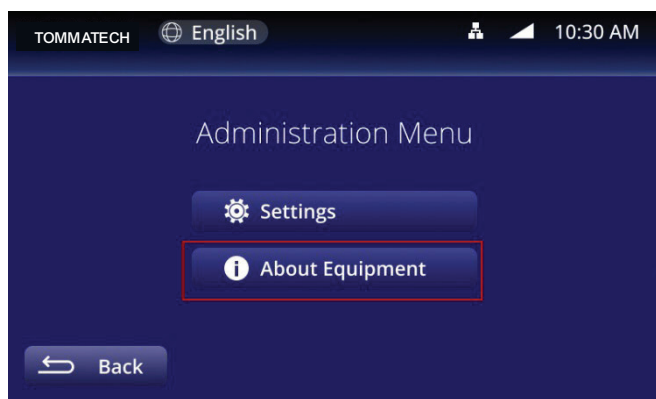 TOMMATECH English 10:30 AM
Administration Menu
Settings
About Equipment
Back